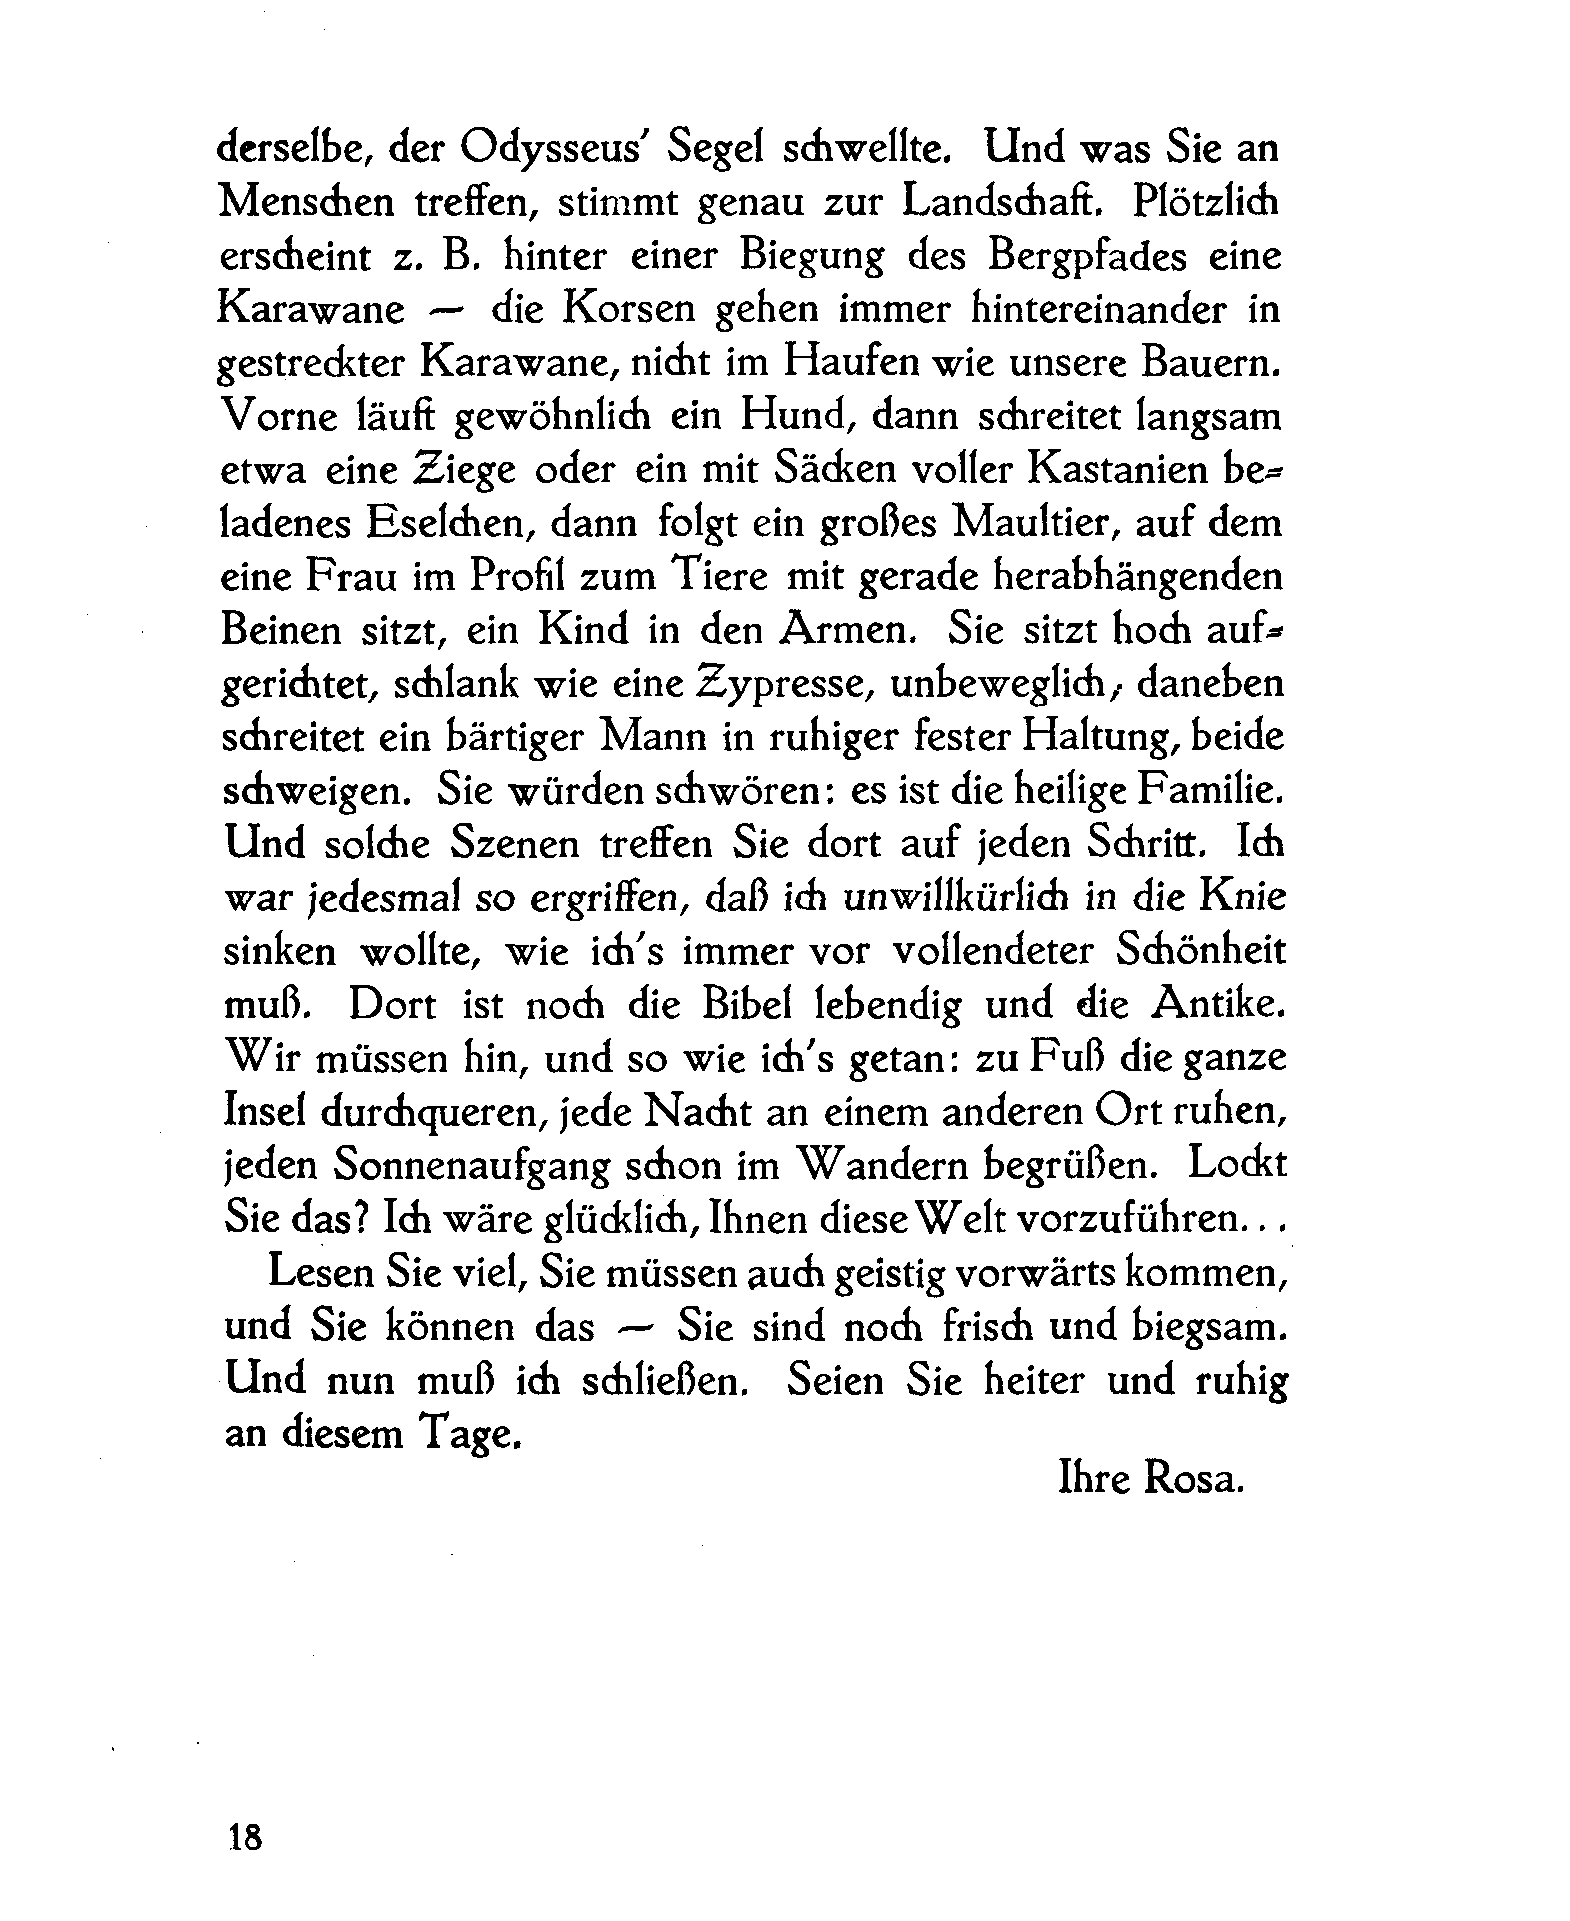 derselbe, der Odysseus' Segel schwellte. Und was Sie an
Menschen treffen, stimmt genau zur Landschaft. Plötzlich
erscheint z. B. hinter einer Biegung des Bergpfades eine
Karawane — die Korsen gehen immer hintereinander in
gestreckter Karawane, nicht im Haufen wie unsere Bauern.
Vorne läuft gewöhnlich ein Hund, dann schreitet langsam
etwa eine Ziege oder ein mit Säcken voller Kastanien be-
ladenes Eselchen, dann folgt ein großes Maultier, auf dem
eine Frau im Profil zum Tiere mit gerade herabhängenden
Beinen sitzt, ein Kind in den Armen. Sie sitzt hoch auf-
gerichtet, schlank wie eine Zypresse, unbeweglich; daneben
schreitet ein bärtiger Mann in ruhiger fester Haltung, beide
schweigen. Sie würden schwören: es ist die heilige Familie.
Und solche Szenen treffen Sie dort auf jeden Schritt. Ich
war jedesmal so ergriffen, daß ich unwillkürlich in die Knie
sinken wollte, wie ich's immer vor vollendeter Schönheit
muß. Dort ist noch die Bibel lebendig und die Antike.
Wir müssen hin, und so wie ich's getan: zu Fuß die ganze
Insel durchqueren, jede Nacht an einem anderen Ort ruhen,
jeden Sonnenaufgang schon im Wandern begrüßen. Lockt
Sie das? Ich wäre glücklich, Ihnen diese Welt vorzuführen...
Lesen Sie viel, Sie müssen auch geistig vorwärts kommen,
und Sie können das — Sie sind noch frisch und biegsam.
Und nun muß ich schließen. Seien Sie heiter und ruhig
an diesem Tage.
Ihre Rosa.
18